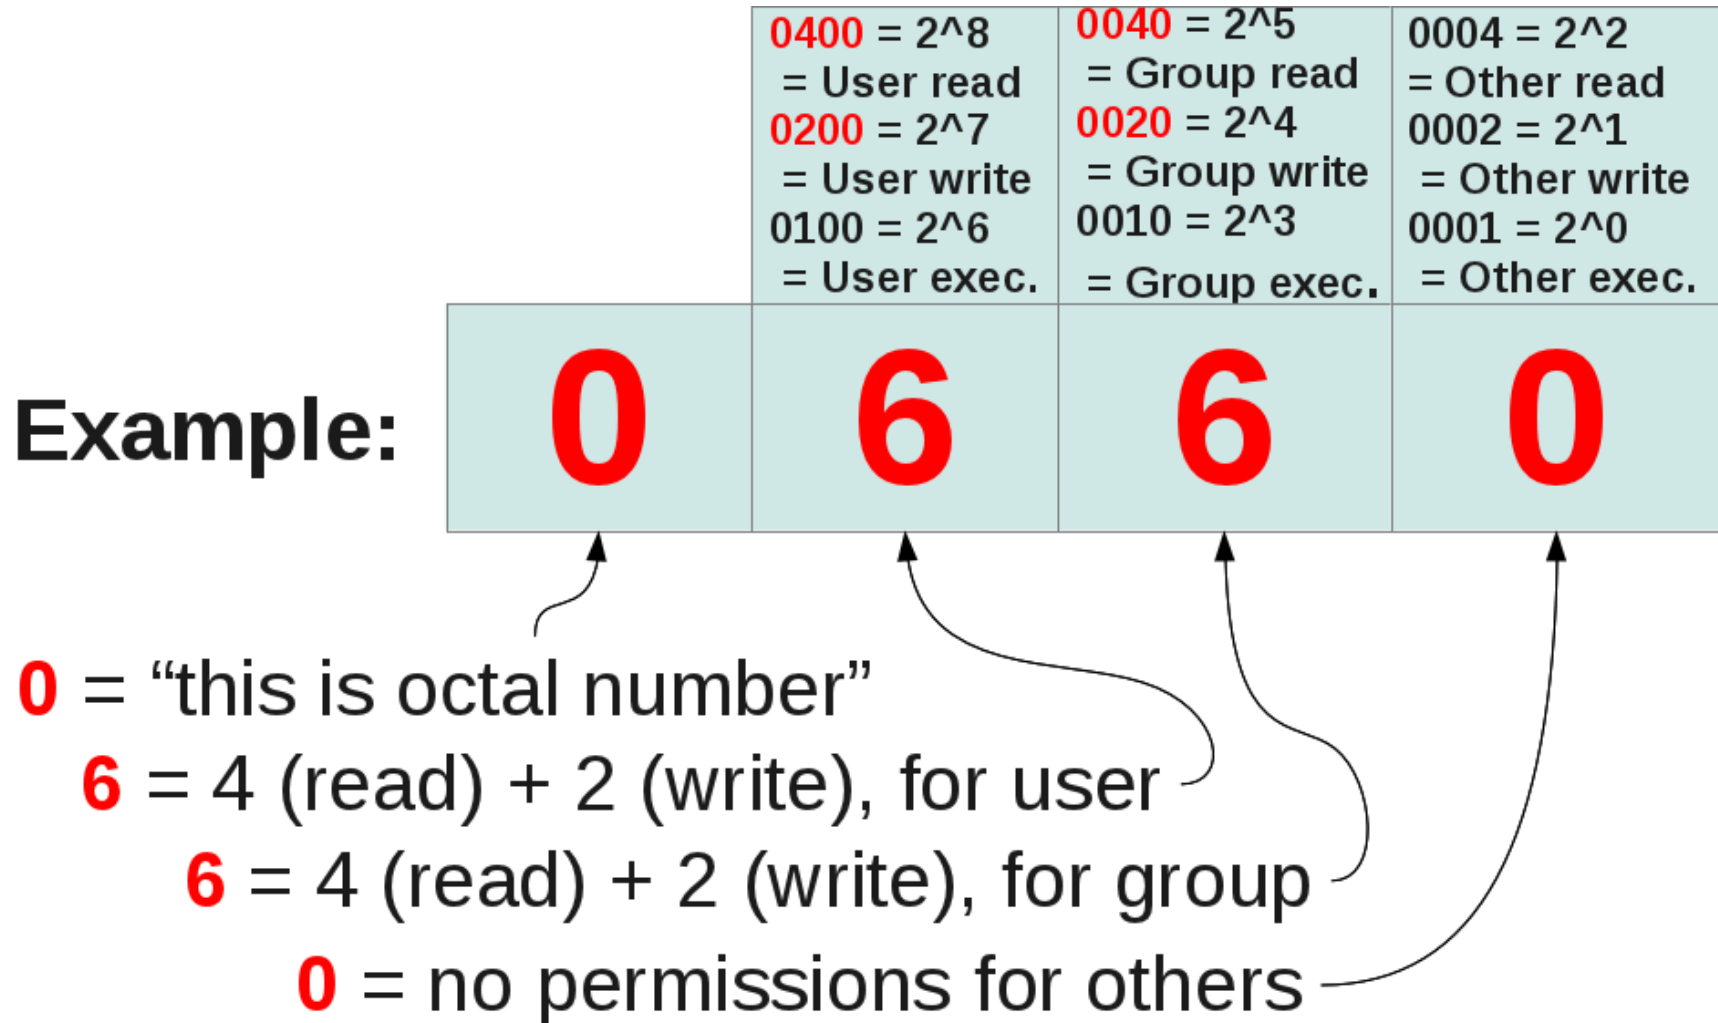 0400 = 2^8
= User read
0200 = 2^7
= User write
0100 = 2^6
= User exec.
0040 = 2^5
= Group read
0020 = 2^4
= Group write
0010 = 2^3
= Group exec.
0004 = 2^2
= Other read
0002 = 2^1
= Other write
0001 = 2^0
= Other exec.
Example: 0 6 6 0
0 = “this is octal number”
6 = 4 (read) + 2 (write), for user
6 = 4 (read) + 2 (write), for group
0 = no permissions for others